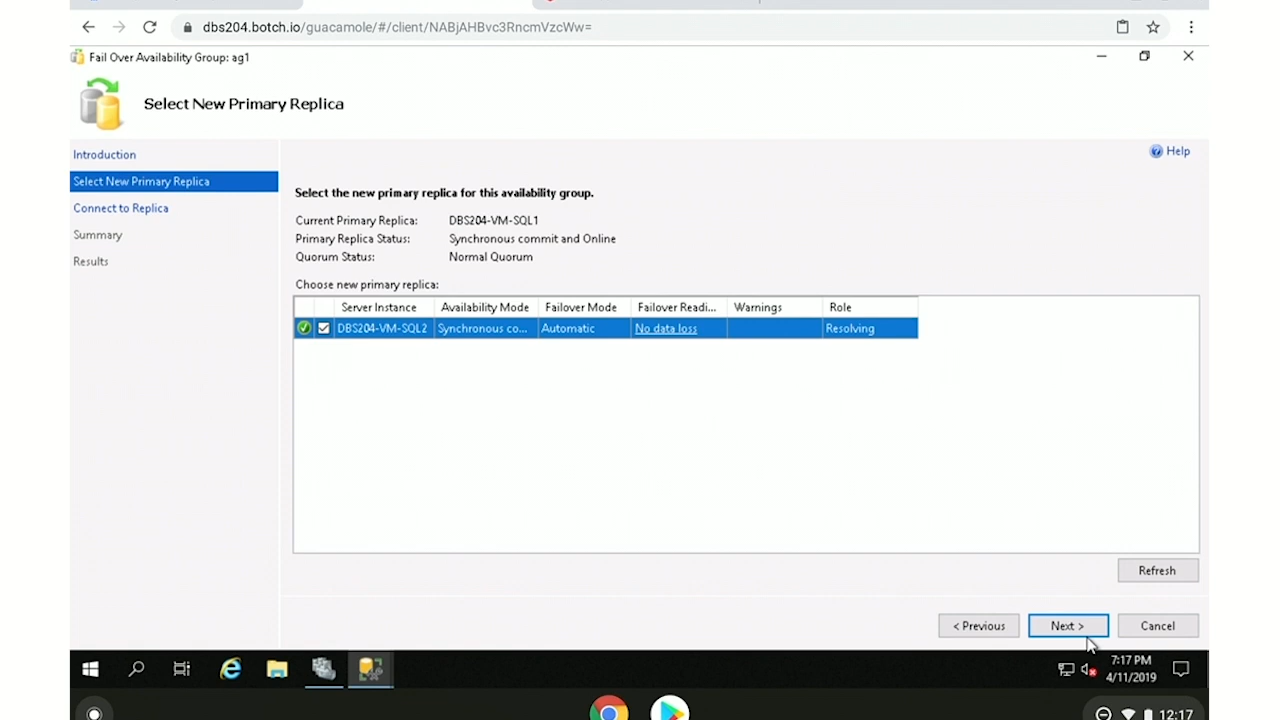 dbs204.botch.io/guacamole/#/client/NABjAHBvc3RncmVzcWw=
Fail Over Availability Group: ag1
Select New Primary Replica
Help
Introduction
Select New Primary Replica
Connect to Replica
Summary
Results
Select the new primary replica for this availability group.
Current Primary Replica: DBS204-VM-SQL1
Primary Replica Status: Synchronous commit and Online
Quorum Status: Normal Quorum
Choose new primary replica:
Server Instance Availability Mode Failover Mode Failover Readi... Warnings Role
DBS204-VM-SQL2 Synchronous co... Automatic No data loss Resolving
Refresh
< Previous Next > Cancel
7:17 PM
4/11/2019
12:17